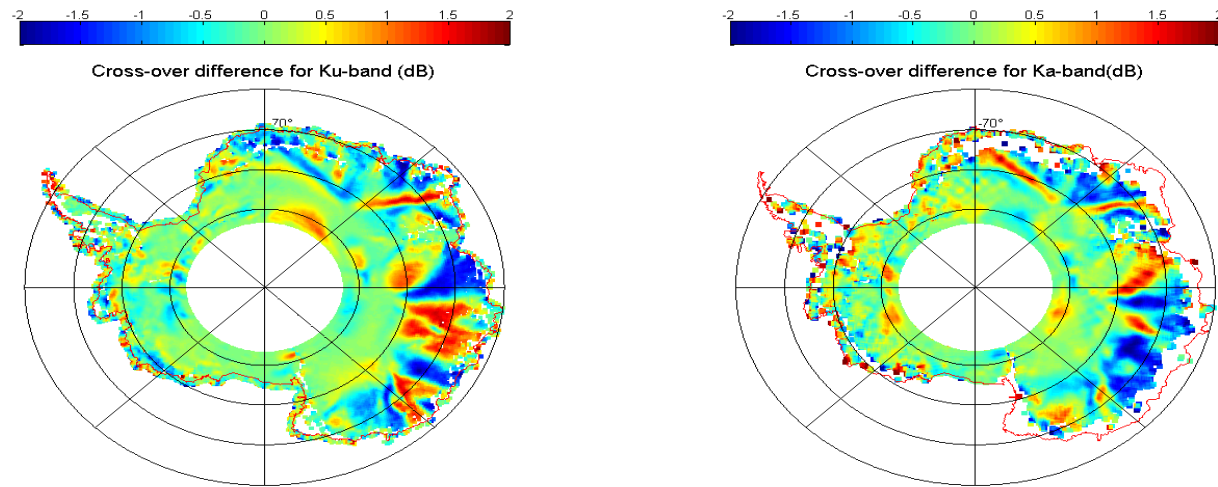 -2 -1.5 -1 -0.5 0 0.5 1 1.5 2
Cross-over difference for Ku-band (dB)
70°
-2 -1.5 -1 -0.5 0 0.5 1 1.5 2
Cross-over difference for Ka-band(dB)
-70°